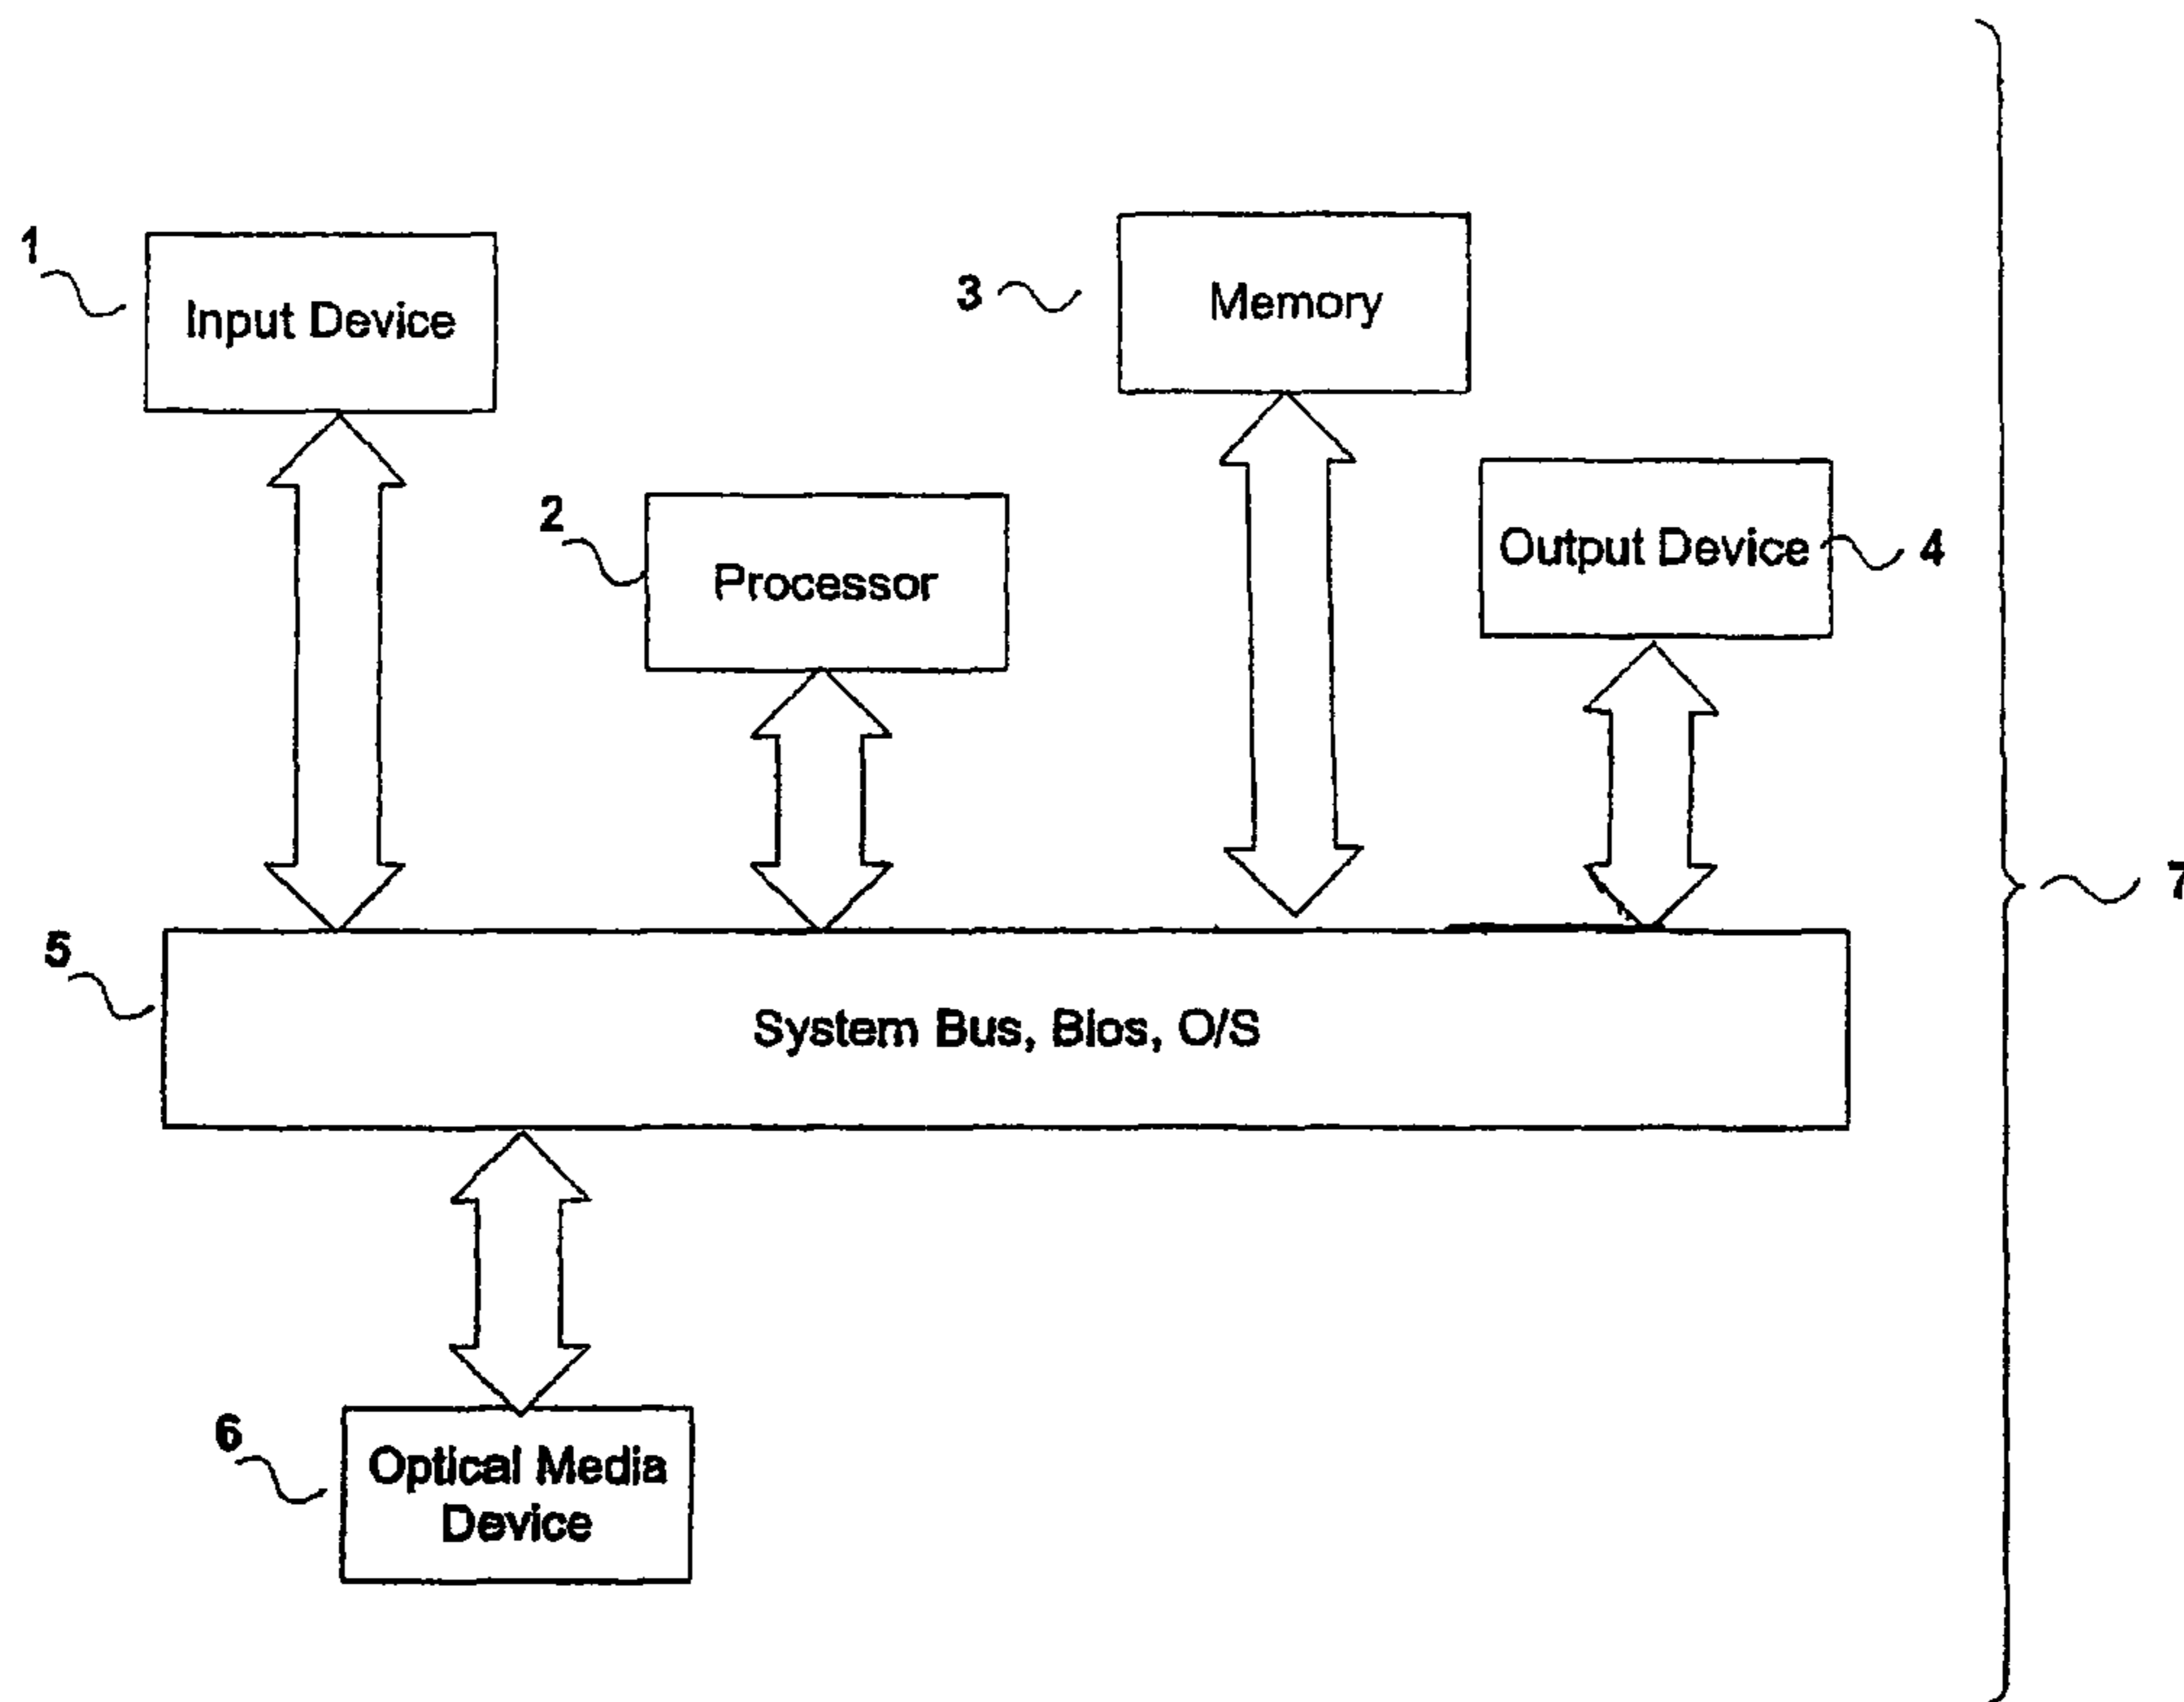 1
Input Device
3
Memory
2
Processor
Output Device
4
7
5
System Bus, Bios, O/S
6
Optical Media
Device